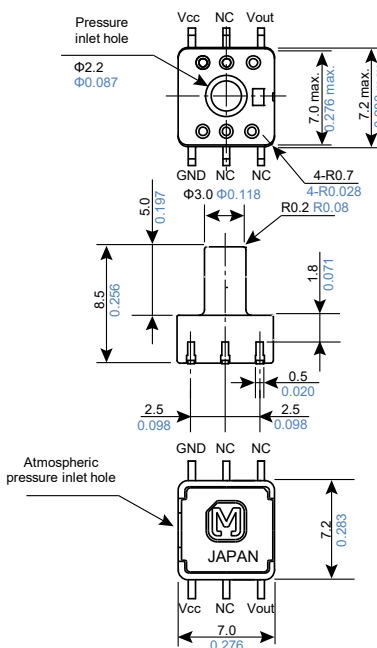 Pressure
inlet hole
Vcc NC Vout
Φ2.2
Φ0.087
7.0 max.
0.276 max.
7.2 max.
GND NC NC
4-R0.7
4-R0.028
Φ3.0 Φ0.118
R0.2 R0.08
5.0
0.197
8.5
0.256
1.8
0.071
0.5
0.020
2.5
0.098
2.5
0.098
GND NC NC
Atmospheric
pressure inlet hole
M
JAPAN
7.2
0.283
Vcc NC Vout
7.0
0.276